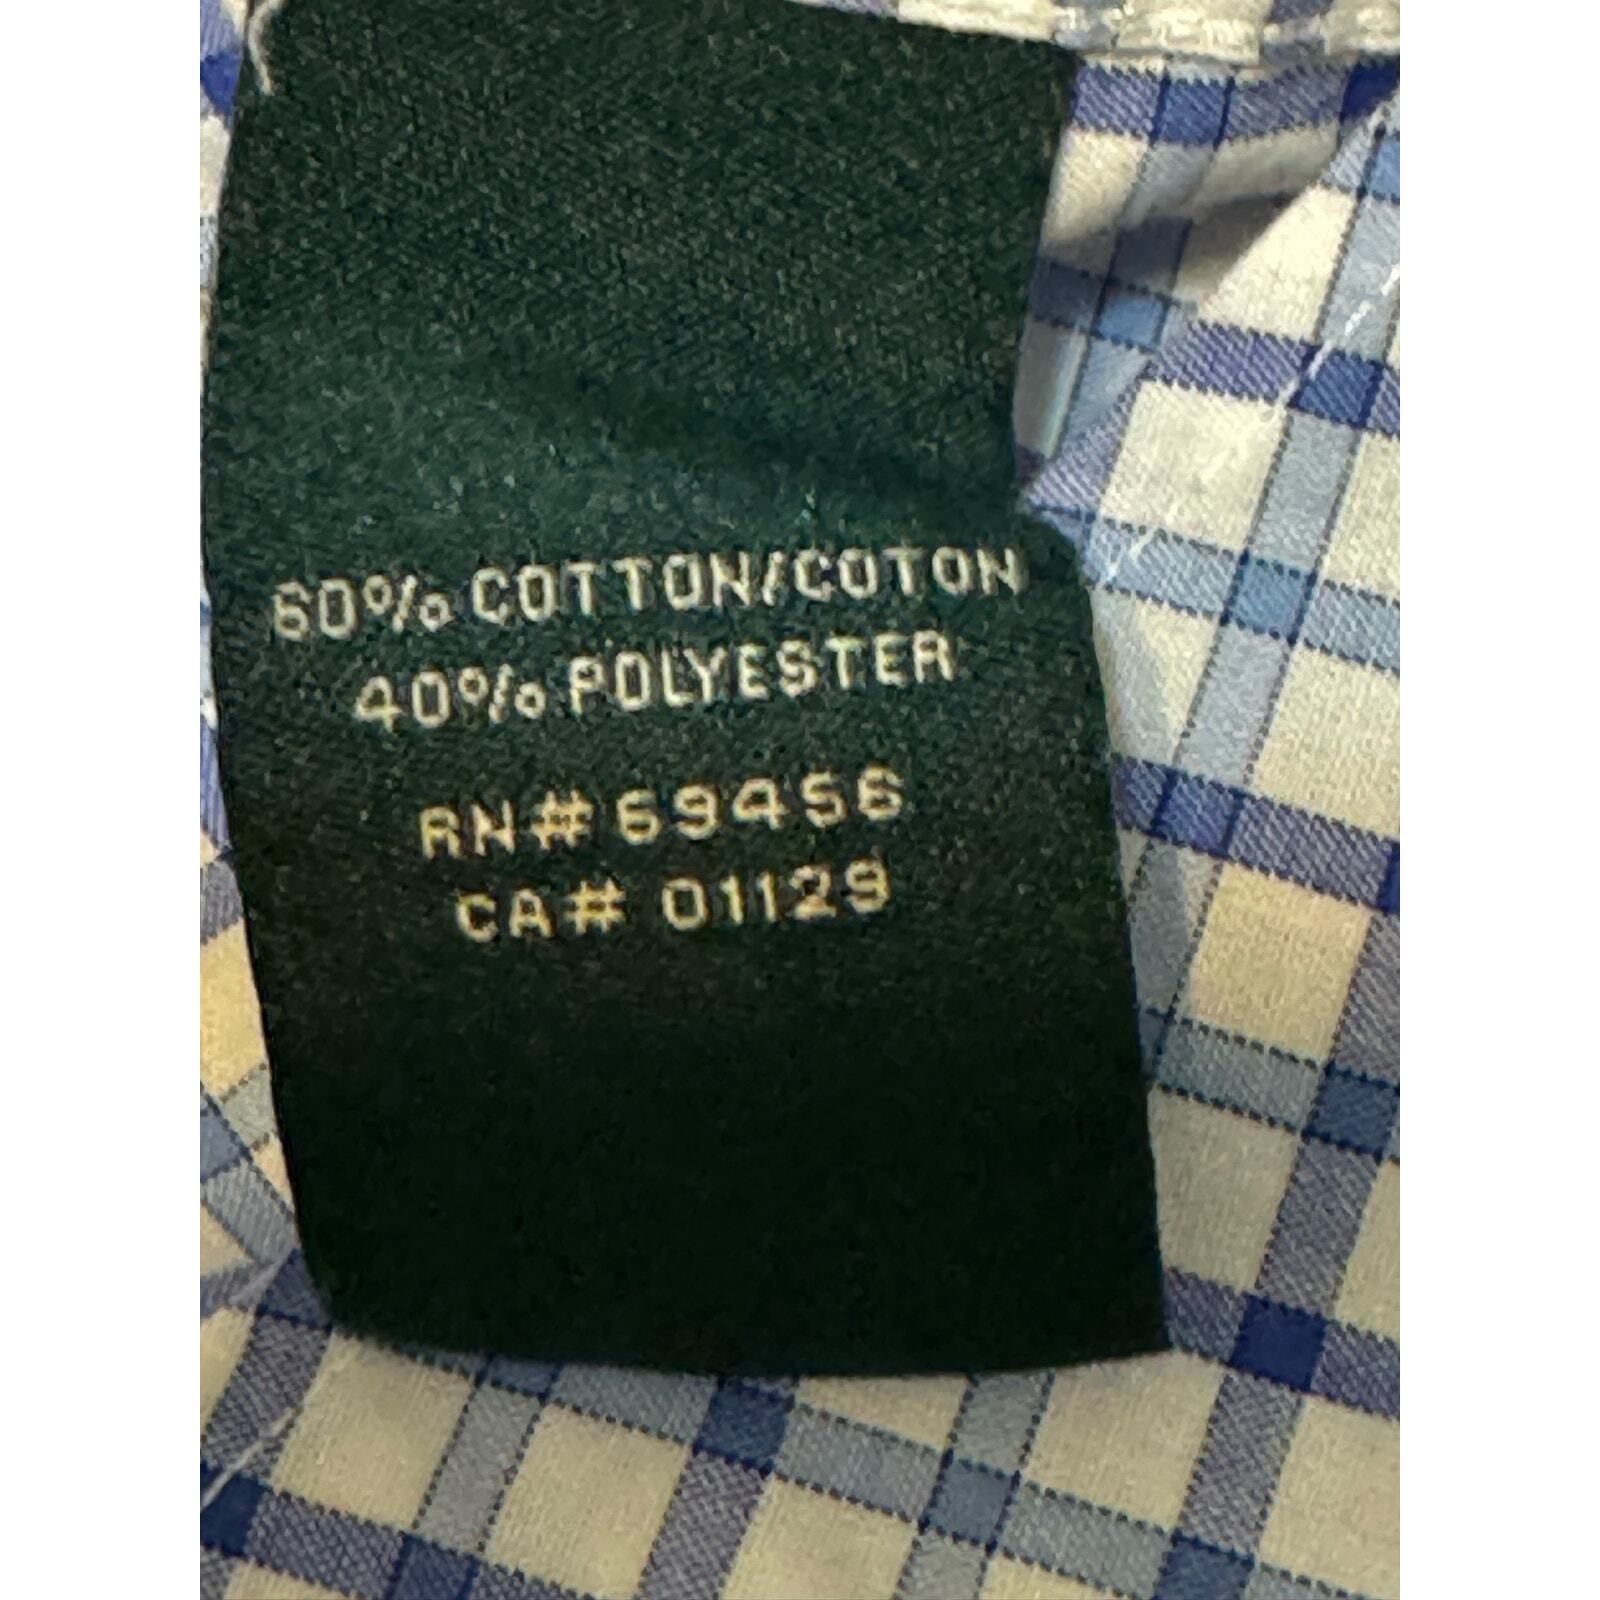 60% COTTON/COTON
40% POLYESTER
RN# 69456
CA# 01129